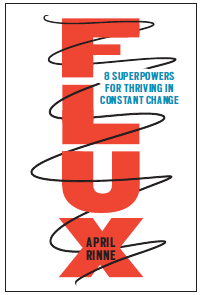 FLUX
8 SUPERPOWERS
FOR THRIVING IN
CONSTANT CHANGE
APRIL
RINNE